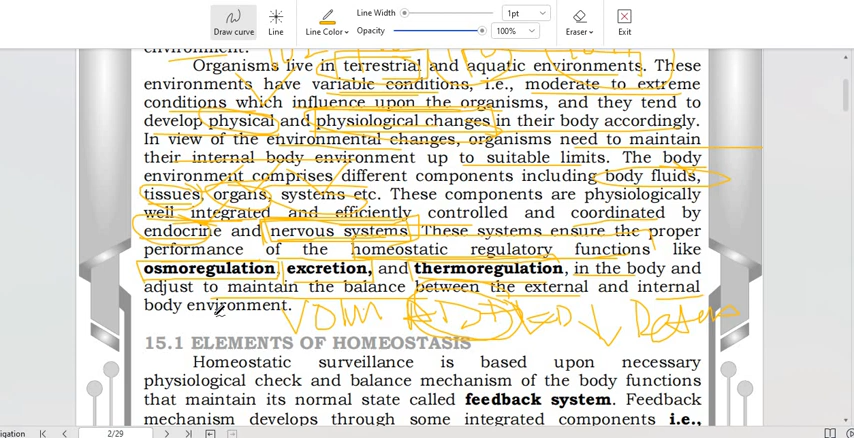 Draw curve
Line
Line Color
Line Width
1pt
Opacity
100%
Eraser
Exit
environment.
Organisms live in terrestrial and aquatic environments. These
environments have variable conditions, i.e., moderate to extreme
conditions which influence upon the organisms, and they tend to
develop physical and physiological changes in their body accordingly.
In view of the environmental changes, organisms need to maintain
their internal body environment up to suitable limits. The body
environment comprises different components including body fluids,
tissues, organs, systems etc. These components are physiologically
well integrated and efficiently controlled and coordinated by
endocrine and nervous systems. These systems ensure the proper
performance of the homeostatic regulatory functions like
osmoregulation, excretion, and thermoregulation, in the body and
adjust to maintain the balance between the external and internal
body environment.
15.1 ELEMENTS OF HOMEOSTASIS
Homeostatic surveillance is based upon necessary
physiological check and balance mechanism of the body functions
that maintain its normal state called feedback system. Feedback
mechanism develops through some integrated components i.e.,
igation
2/29